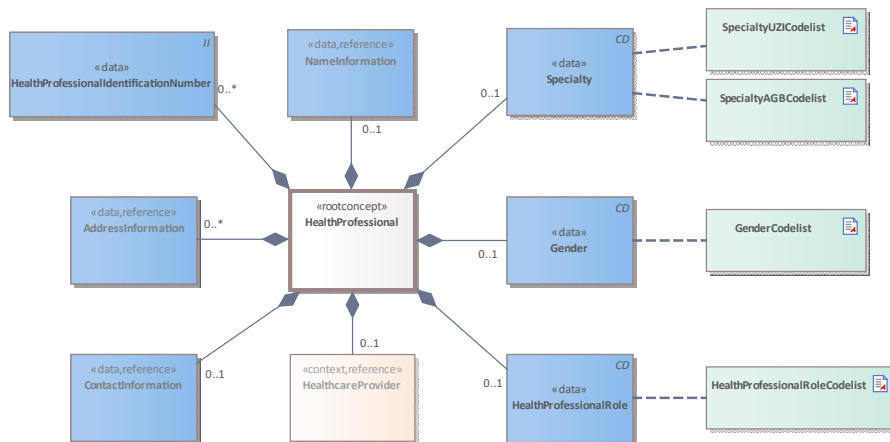 II
«data»
HealthProfessionalIdentificationNumber
0..*
«data,reference»
NameInformation
0..1
CD
«data»
Specialty
0..1
SpecialtyUZICodelist
SpecialtyAGBCodelist
«data,reference»
AddressInformation
0..*
«rootconcept»
HealthProfessional
CD
«data»
Gender
0..1
GenderCodelist
«data,reference»
ContactInformation
0..1
«context,reference»
HealthcareProvider
0..1
CD
«data»
HealthProfessionalRole
0..1
HealthProfessionalRoleCodelist